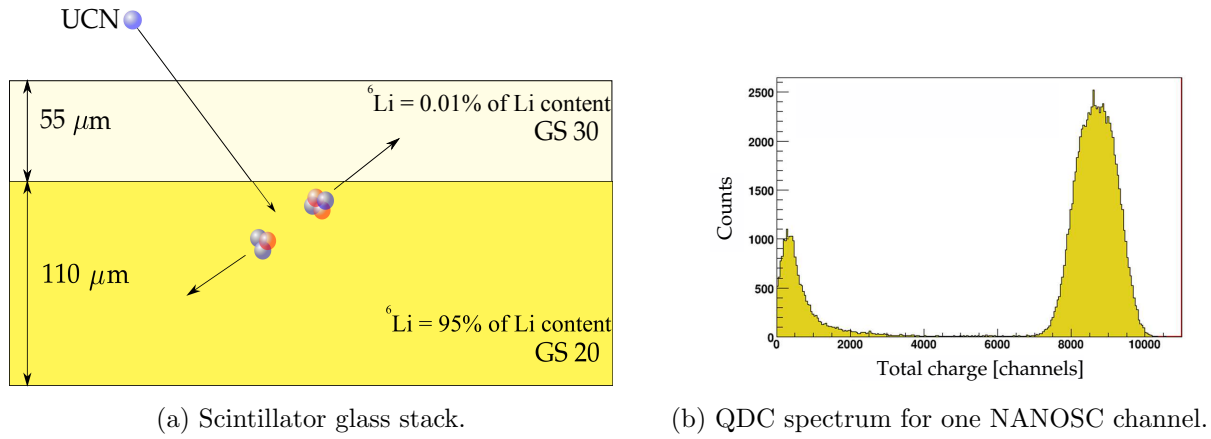 UCN
55 μm
⁶Li = 0.01% of Li content
GS 30
110 μm
⁶Li = 95% of Li content
GS 20
2500
2000
1500
1000
500
0
Counts
0 2000 4000 6000 8000 10000
Total charge [channels]
(a) Scintillator glass stack.
(b) QDC spectrum for one NANOSC channel.